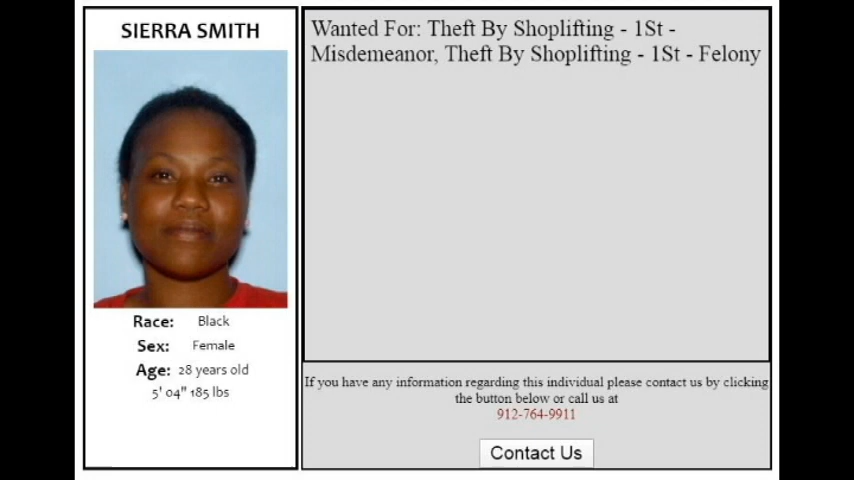 SIERRA SMITH
Race: Black
Sex: Female
Age: 28 years old
5' 04" 185 lbs
Wanted For: Theft By Shoplifting - 1St -
Misdemeanor, Theft By Shoplifting - 1St - Felony
If you have any information regarding this individual please contact us by clicking
the button below or call us at
912-764-9911
Contact Us